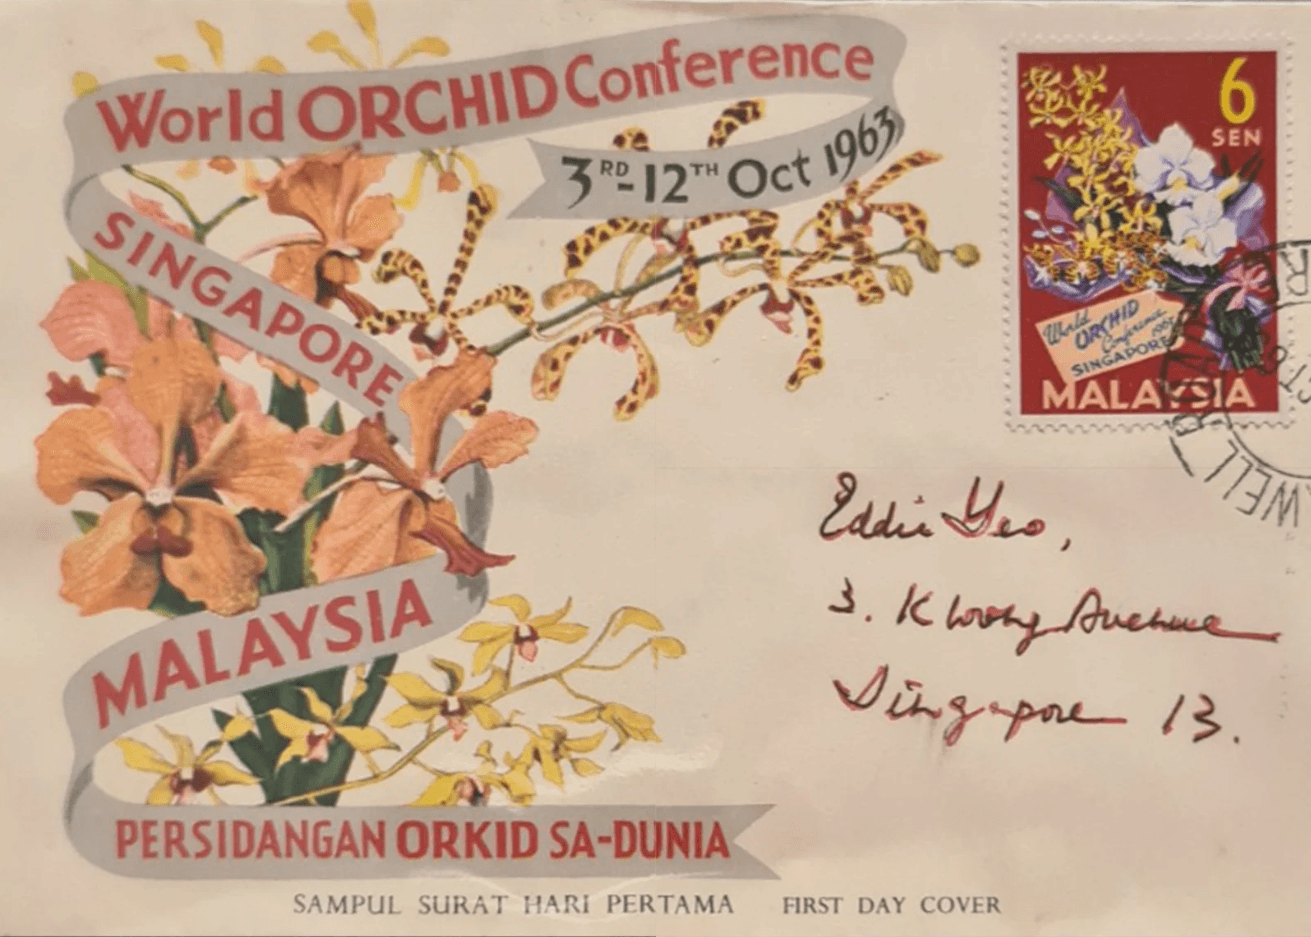 World ORCHID Conference
3RD-12TH Oct 1963
SINGAPORE
MALAYSIA
PERSIDANGAN ORKID SA-DUNIA
SAMPUL SURAT HARI PERTAMA FIRST DAY COVER
6
SEN
World
ORCHID
Conference
1963
SINGAPORE
MALAYSIA
Eddie Yeo,
3. Avenue
Singapore 13.